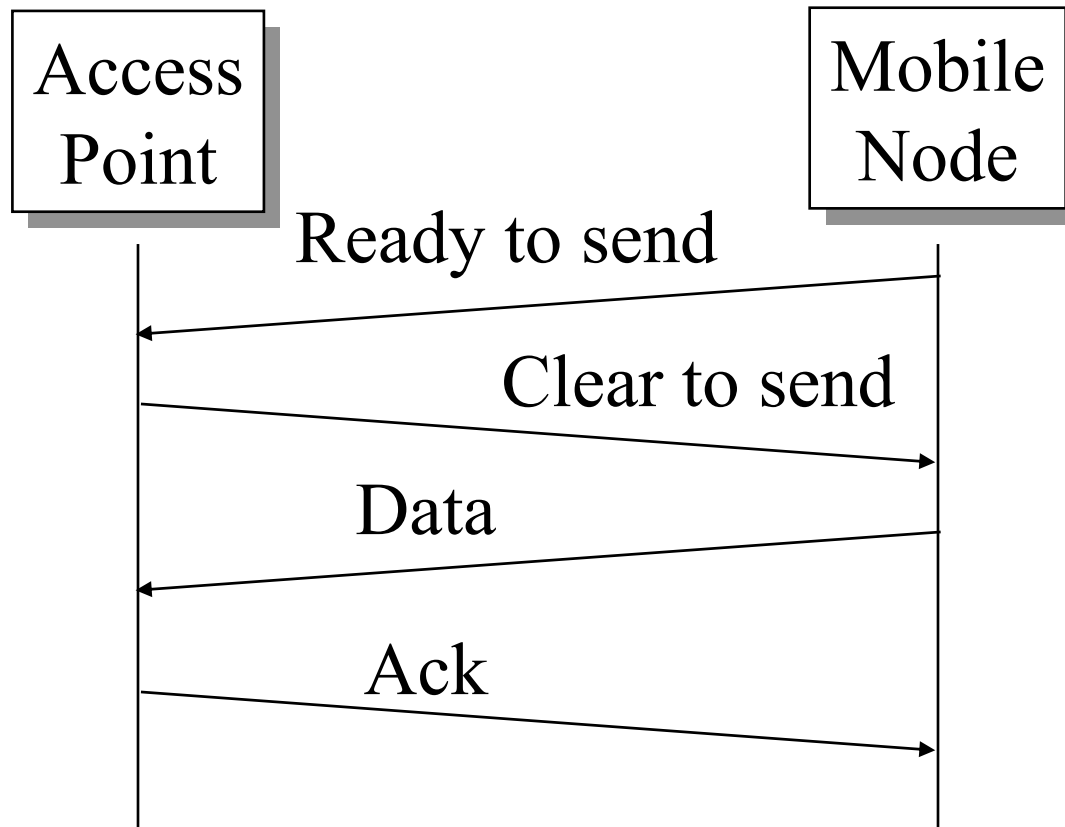 Access
Point
Mobile
Node
Ready to send
Clear to send
Data
Ack